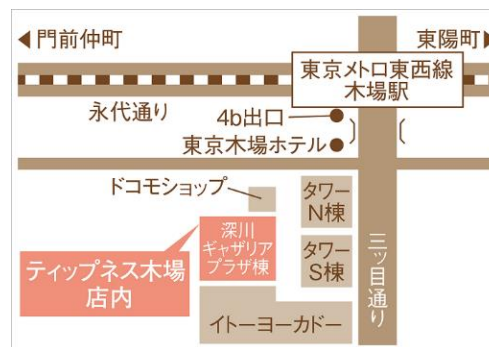 門前仲町
東陽町
東京メトロ東西線
木場駅
永代通り
4b出口
東京木場ホテル
ドコモショップ
タワー
N棟
深川
ギャザリア
プラザ棟
タワー
S棟
三ッ目通り
ティップネス木場
店内
イトーヨーカドー